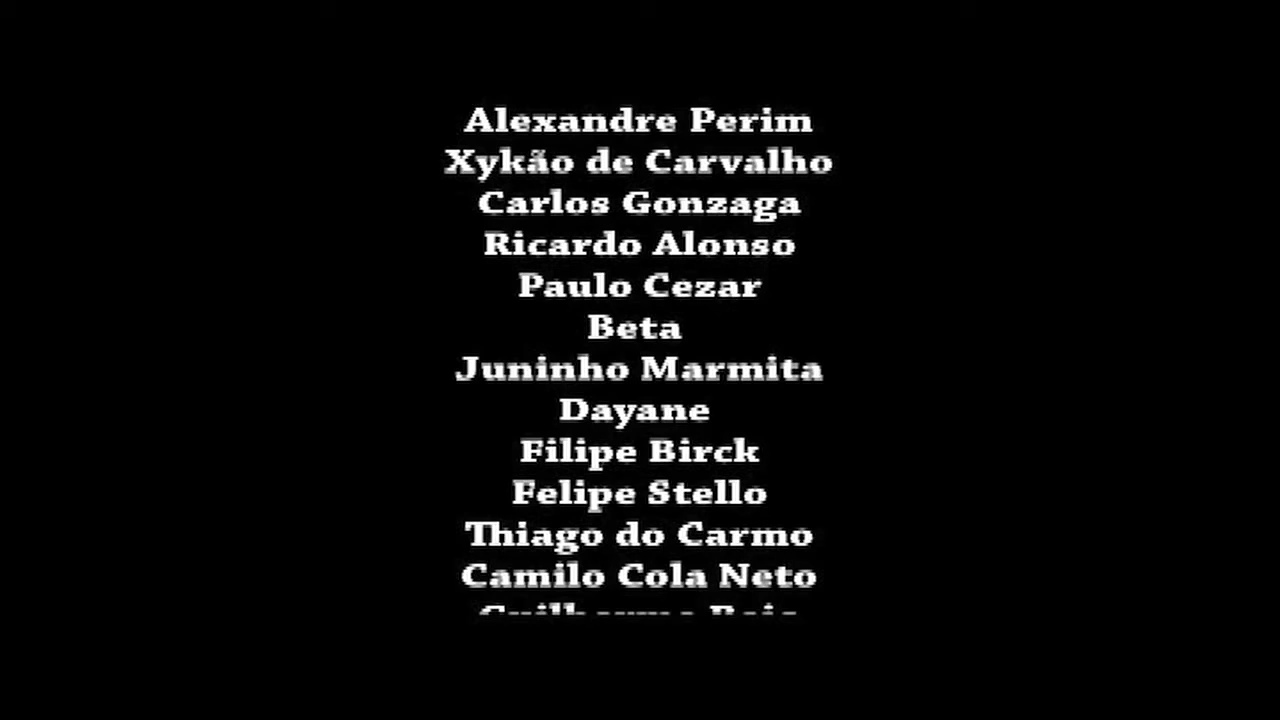 Alexandre Perim
Xykão de Carvalho
Carlos Gonzaga
Ricardo Alonso
Paulo Cezar
Beta
Juninho Marmita
Dayane
Filipe Birck
Felipe Stello
Thiago do Carmo
Camilo Cola Neto